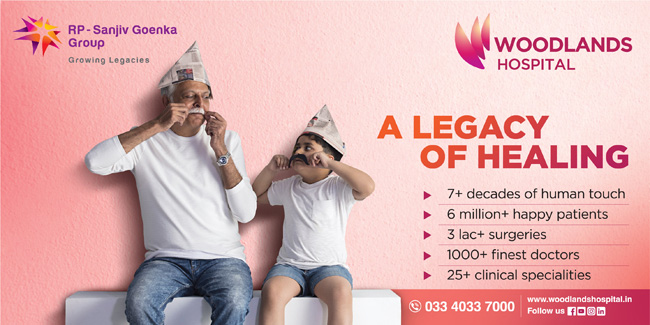 RP - Sanjiv Goenka
Group
Growing Legacies
WOODLANDS
HOSPITAL
A LEGACY
OF HEALING
7+ decades of human touch
6 million+ happy patients
3 lac+ surgeries
1000+ finest doctors
25+ clinical specialities
033 4033 7000
www.woodlandshospital.in
Follow us